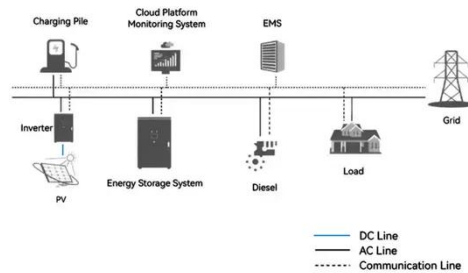 Charging Pile
Cloud Platform
Monitoring System
EMS
Grid
Inverter
PV
Energy Storage System
Diesel
Load
DC Line
AC Line
Communication Line